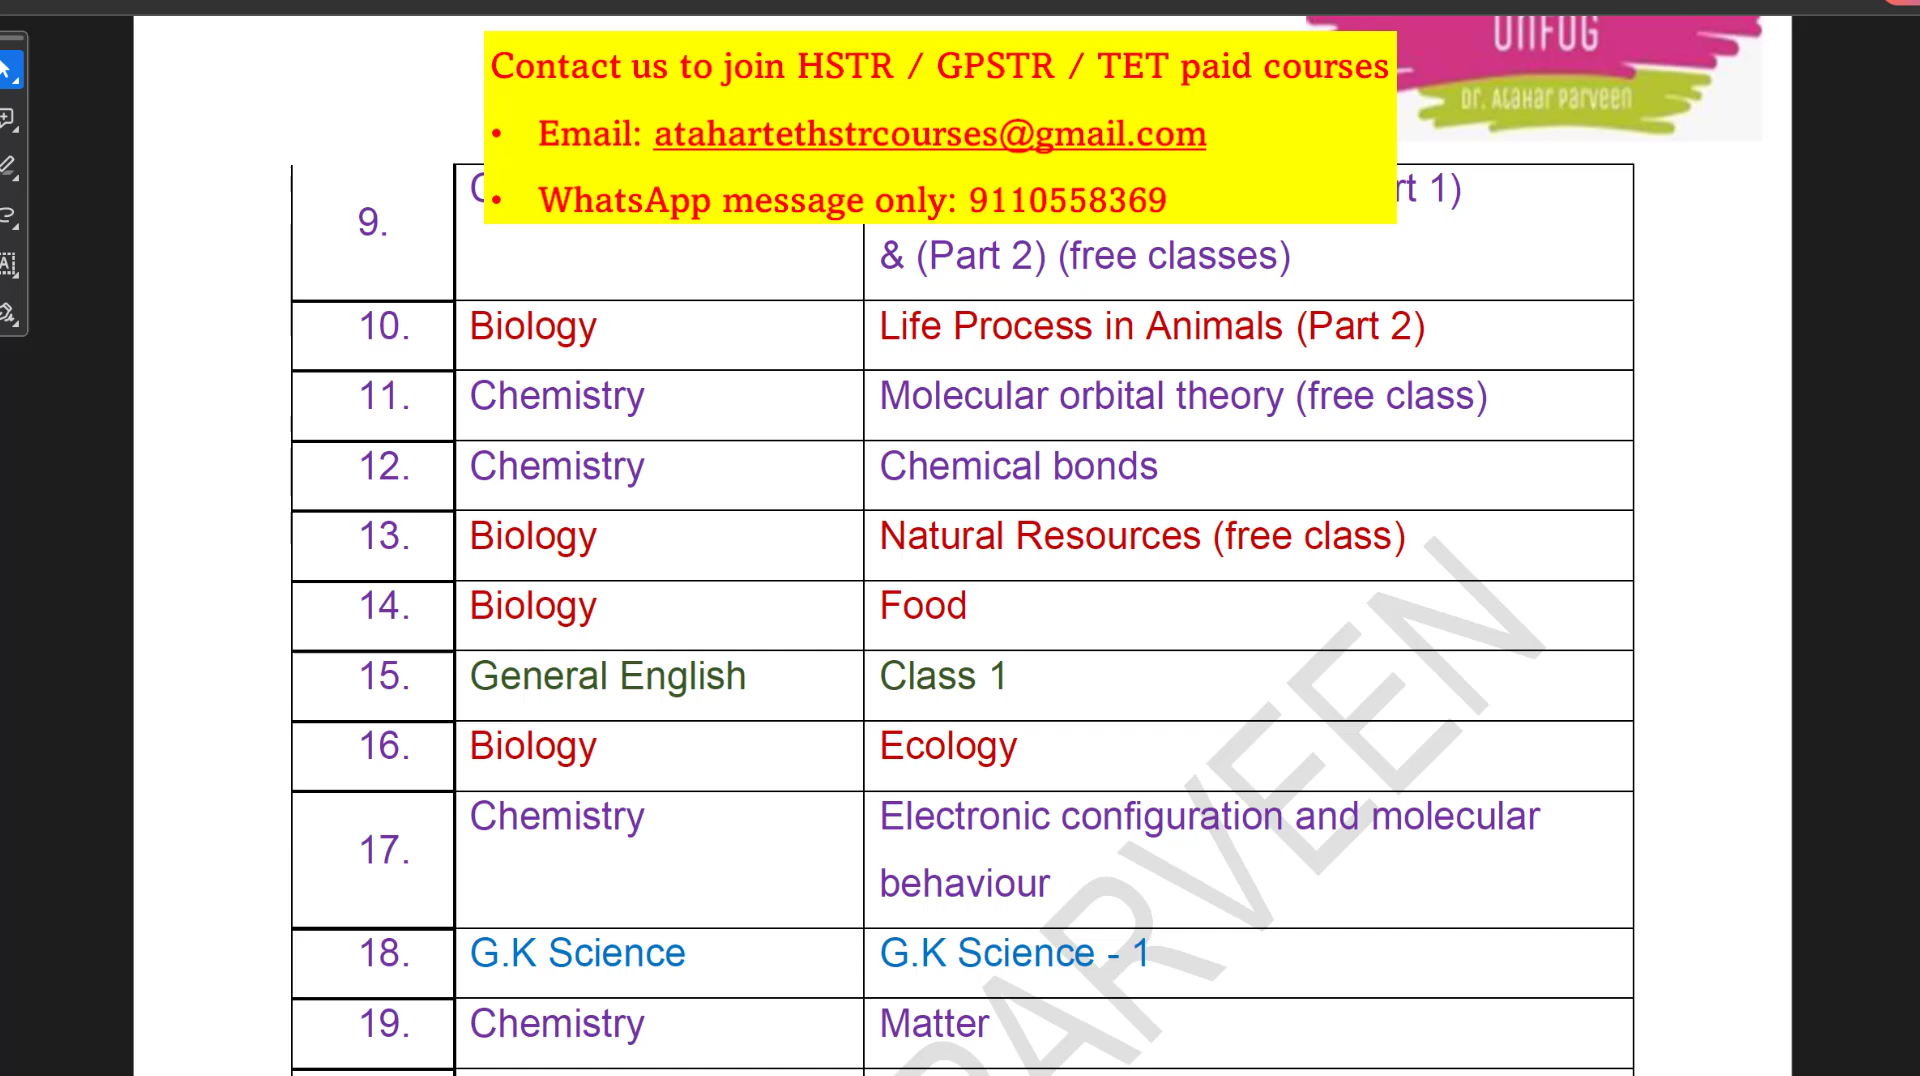 UNFOG
Dr. Atahar Parveen
Contact us to join HSTR / GPSTR / TET paid courses
• Email: atahartethstrcourses@gmail.com
• WhatsApp message only: 9110558369
9. 1)
& (Part 2) (free classes)
10. Biology Life Process in Animals (Part 2)
11. Chemistry Molecular orbital theory (free class)
12. Chemistry Chemical bonds
13. Biology Natural Resources (free class)
14. Biology Food
15. General English Class 1
16. Biology Ecology
17. Chemistry Electronic configuration and molecular
behaviour
18. G.K Science G.K Science - 1
19. Chemistry Matter
PARVEEN